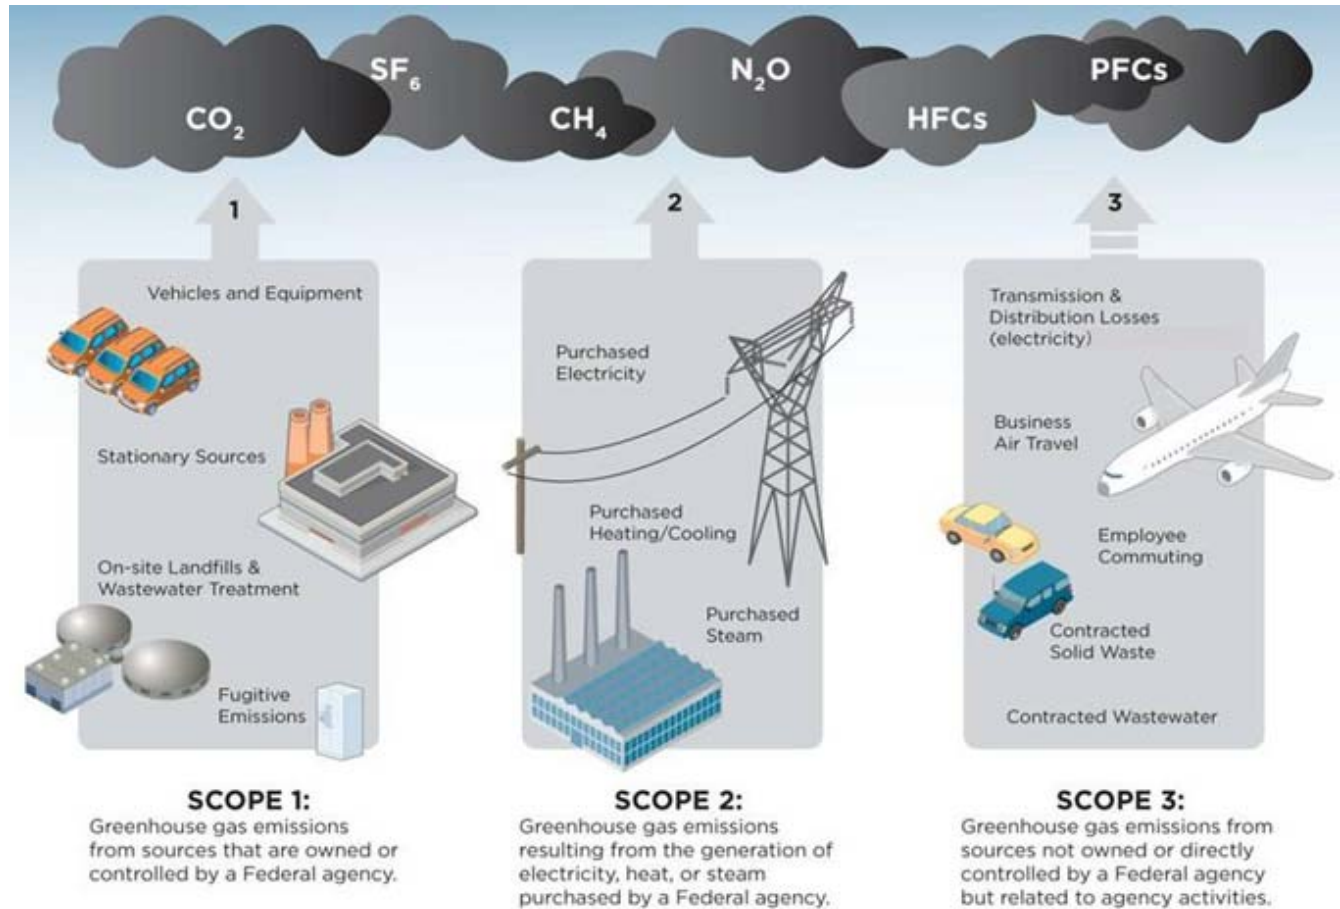 SF₆
N₂O
PFCs
CO₂
CH₄
HFCs
1
2
3
Vehicles and Equipment
Stationary Sources
On-site Landfills &
Wastewater Treatment
Fugitive
Emissions
Purchased
Electricity
Purchased
Heating/Cooling
Purchased
Steam
Transmission &
Distribution Losses
(electricity)
Business
Air Travel
Employee
Commuting
Contracted
Solid Waste
Contracted Wastewater
SCOPE 1:
Greenhouse gas emissions
from sources that are owned or
controlled by a Federal agency.
SCOPE 2:
Greenhouse gas emissions
resulting from the generation of
electricity, heat, or steam
purchased by a Federal agency.
SCOPE 3:
Greenhouse gas emissions from
sources not owned or directly
controlled by a Federal agency
but related to agency activities.